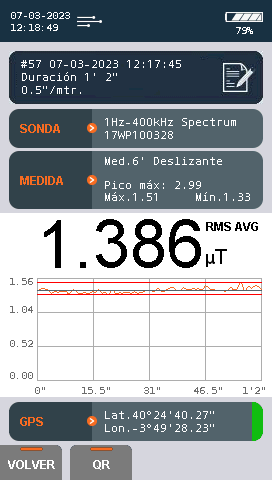 07-03-2023
12:18:49
79%
#57 07-03-2023 12:17:45
Duración 1' 2"
0.5"/mtr.
SONDA
1Hz-400kHz Spectrum
17WP100328
MEDIDA
Med.6' Deslizante
Pico máx: 2.99
Máx.1.51 Mín.1.33
1.386 RMS AVG
µT
1.56
1.04
0.52
0.00
0" 15.5" 31" 46.5" 1'2"
GPS
Lat.40°24'40.27"
Lon.-3°49'28.23"
VOLVER QR